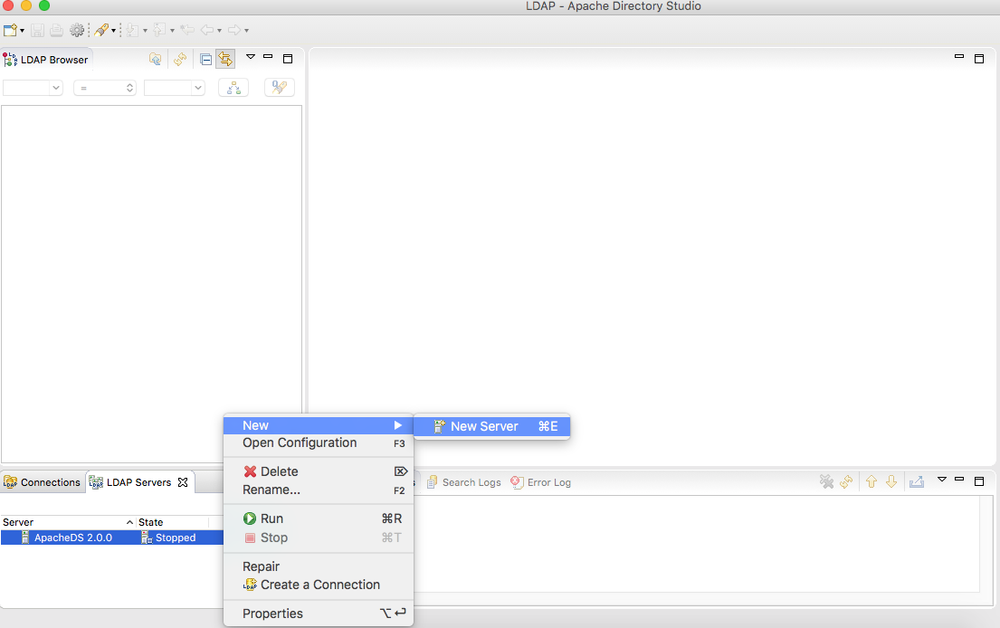 LDAP - Apache Directory Studio
LDAP Browser
=
New
New Server ⌘E
Open Configuration F3
Delete ⌦
Rename... F2
Run ⌘R
Stop ⌘T
Repair
Create a Connection
Properties ⌥↩
Connections
LDAP Servers
Search Logs
Error Log
Server State
ApacheDS 2.0.0 Stopped